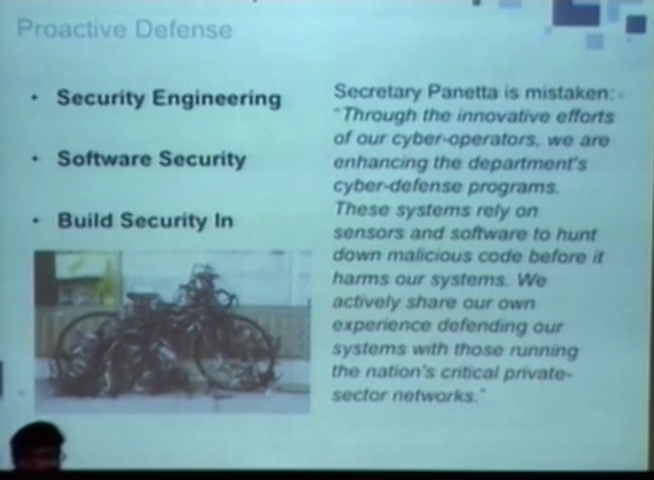 Proactive Defense
• Security Engineering
• Software Security
• Build Security In
Secretary Panetta is mistaken:
"Through the innovative efforts
of our cyber-operators, we are
enhancing the department's
cyber-defense programs.
These systems rely on
sensors and software to hunt
down malicious code before it
harms our systems. We
actively share our own
experience defending our
systems with those running
the nation's critical private-
sector networks."